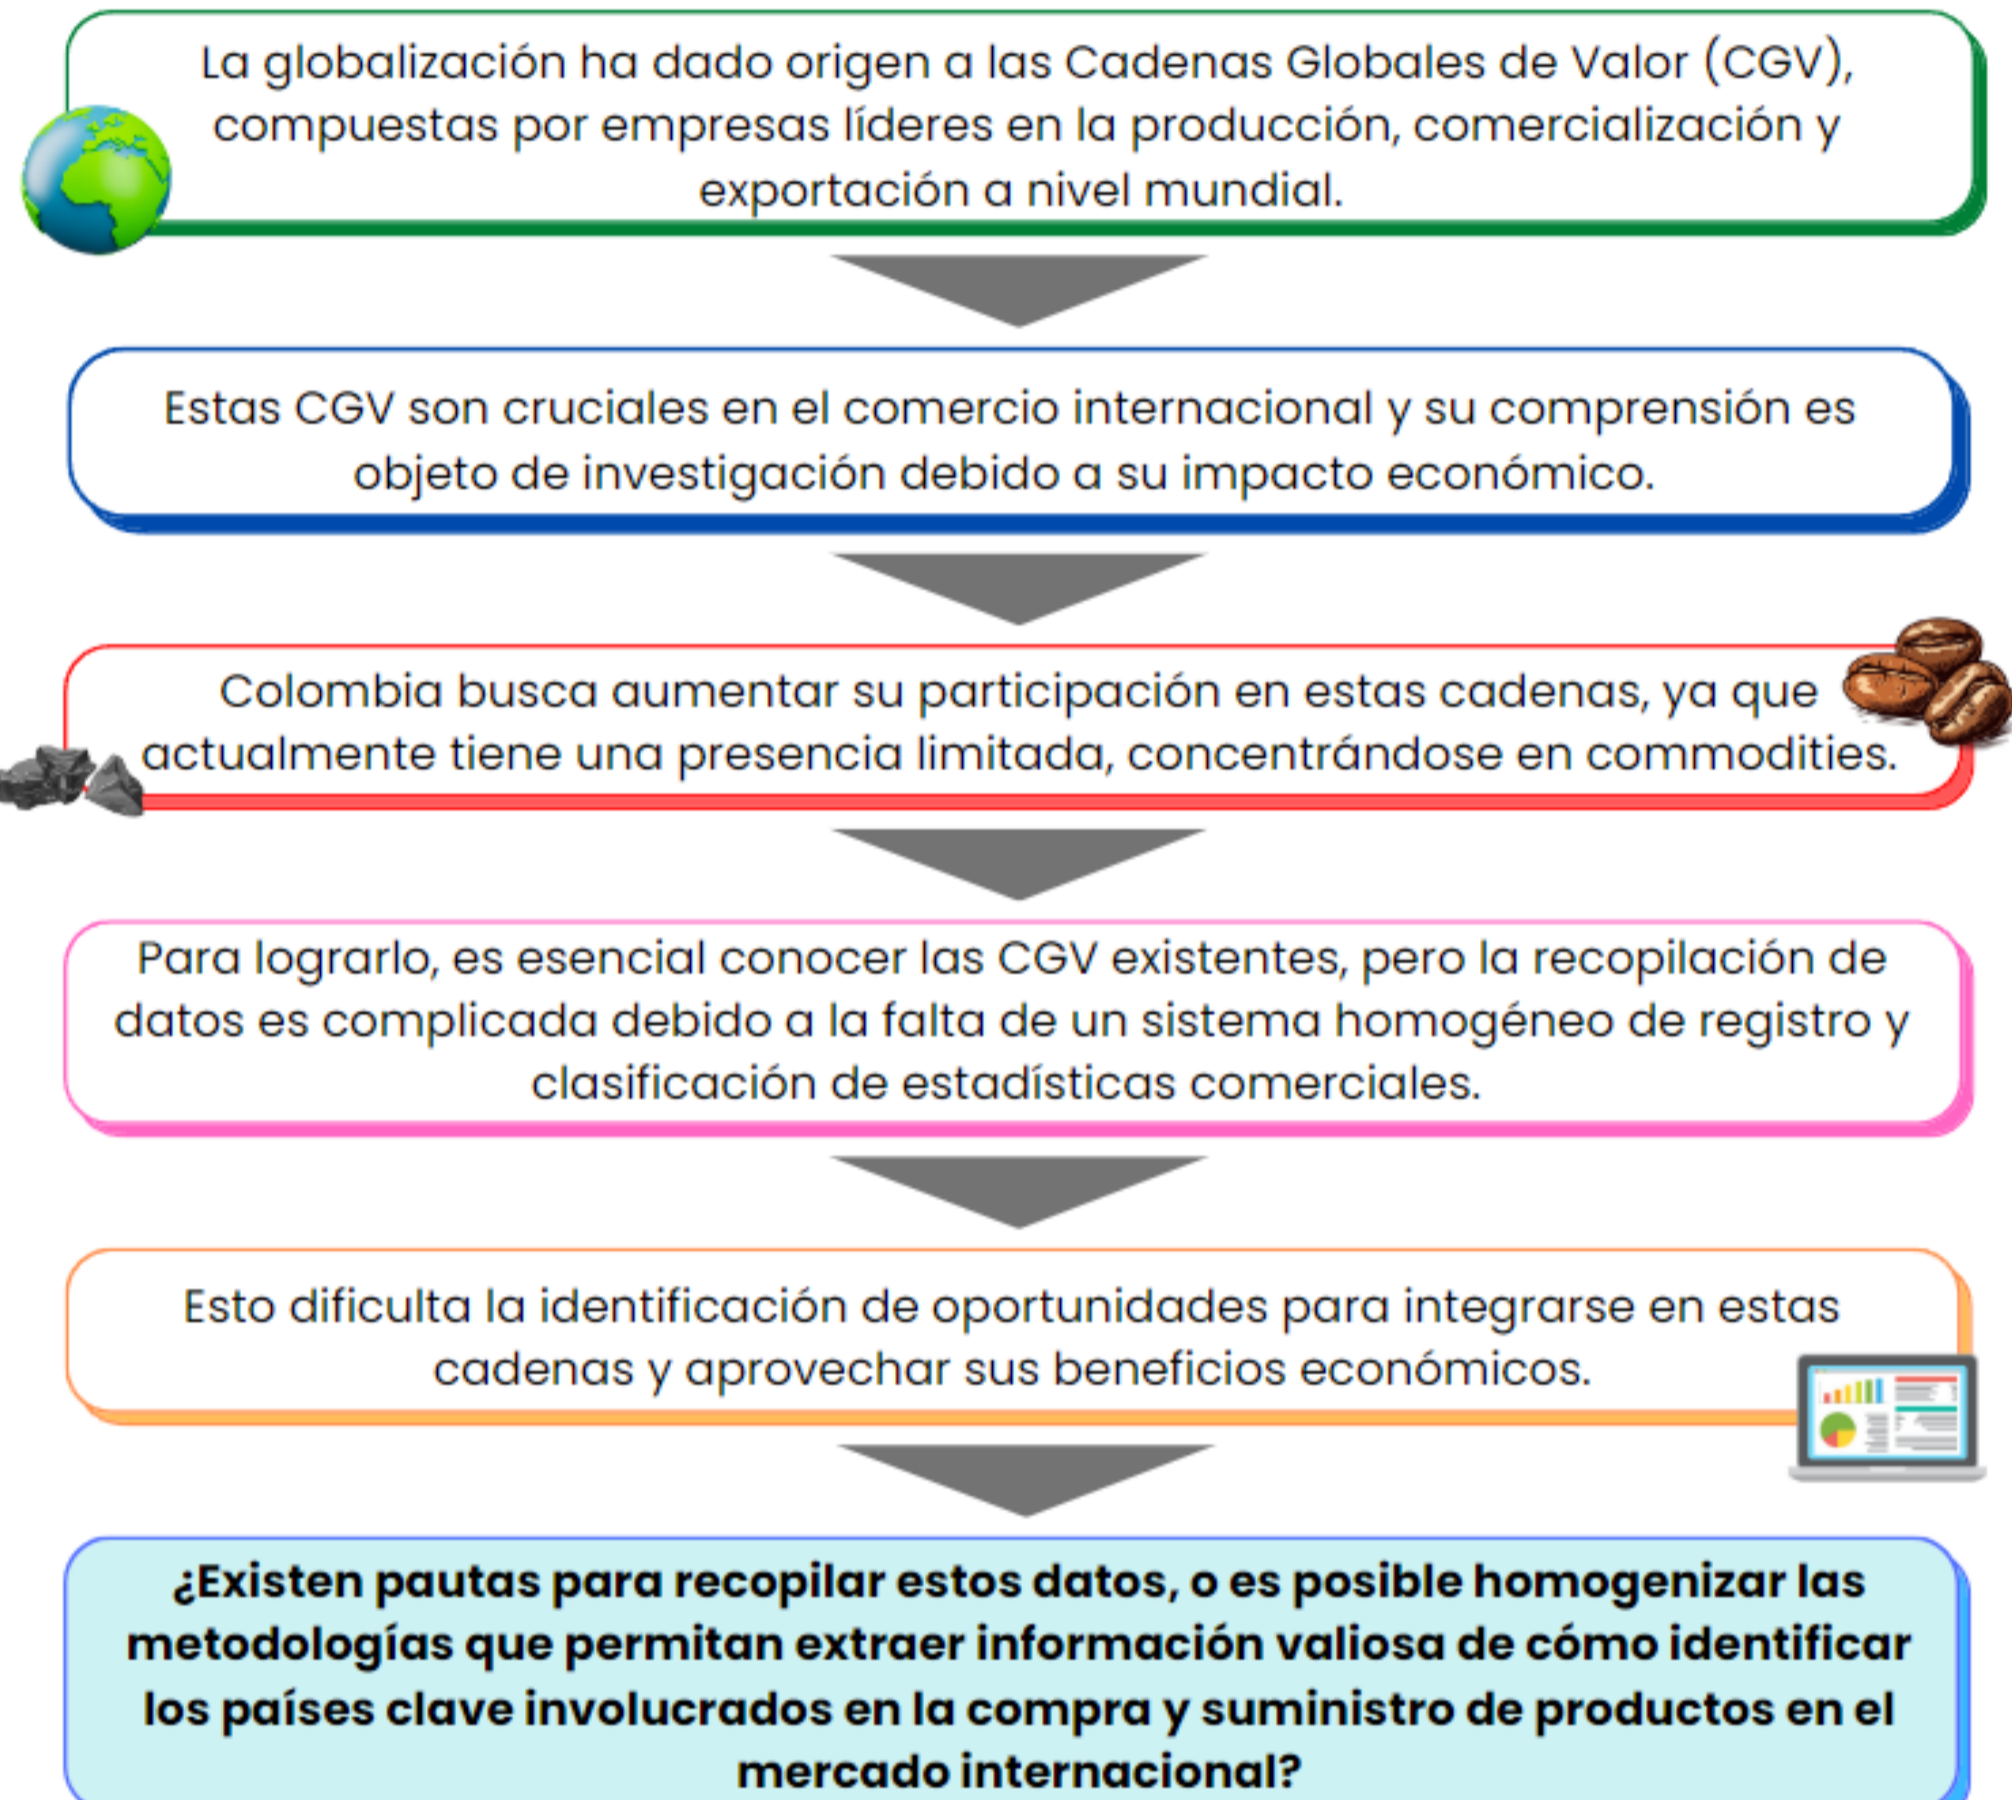 La globalización ha dado origen a las Cadenas Globales de Valor (CGV),
compuestas por empresas líderes en la producción, comercialización y
exportación a nivel mundial.
Estas CGV son cruciales en el comercio internacional y su comprensión es
objeto de investigación debido a su impacto económico.
Colombia busca aumentar su participación en estas cadenas, ya que
actualmente tiene una presencia limitada, concentrándose en commodities.
Para lograrlo, es esencial conocer las CGV existentes, pero la recopilación de
datos es complicada debido a la falta de un sistema homogéneo de registro y
clasificación de estadísticas comerciales.
Esto dificulta la identificación de oportunidades para integrarse en estas
cadenas y aprovechar sus beneficios económicos.
¿Existen pautas para recopilar estos datos, o es posible homogenizar las
metodologías que permitan extraer información valiosa de cómo identificar
los países clave involucrados en la compra y suministro de productos en el
mercado internacional?